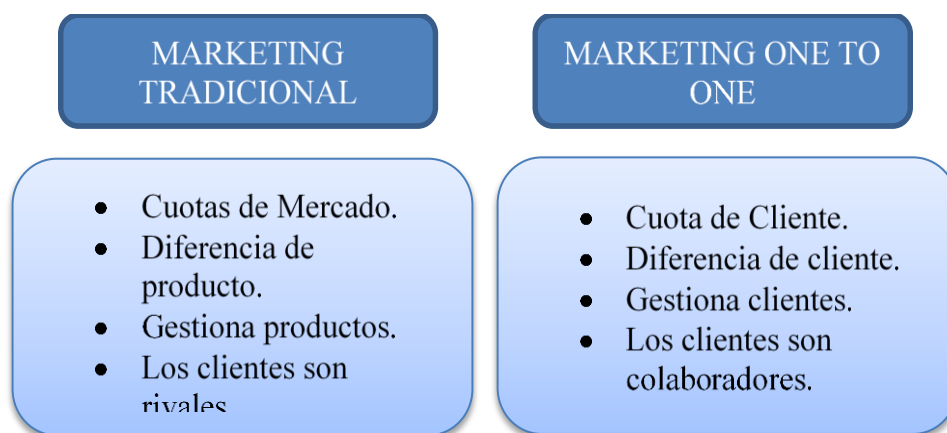 MARKETING
TRADICIONAL
• Cuotas de Mercado.
• Diferencia de
producto.
• Gestiona productos.
• Los clientes son
rivales
MARKETING ONE TO
ONE
• Cuota de Cliente.
• Diferencia de cliente.
• Gestiona clientes.
• Los clientes son
colaboradores.